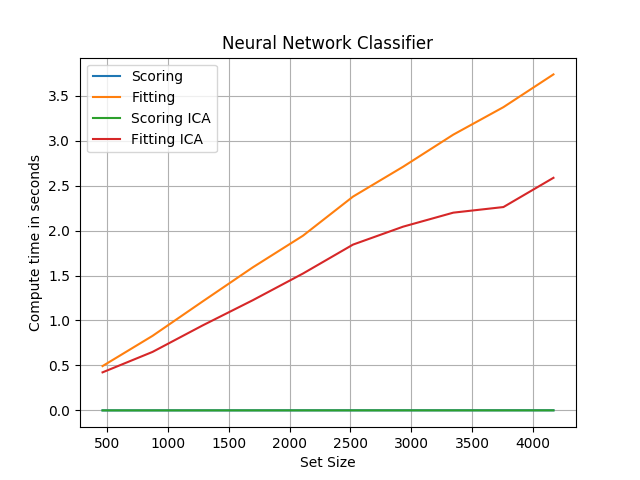 Neural Network Classifier
Scoring
Fitting
Scoring ICA
Fitting ICA
Compute time in seconds
3.5
3.0
2.5
2.0
1.5
1.0
0.5
0.0
500 1000 1500 2000 2500 3000 3500 4000
Set Size